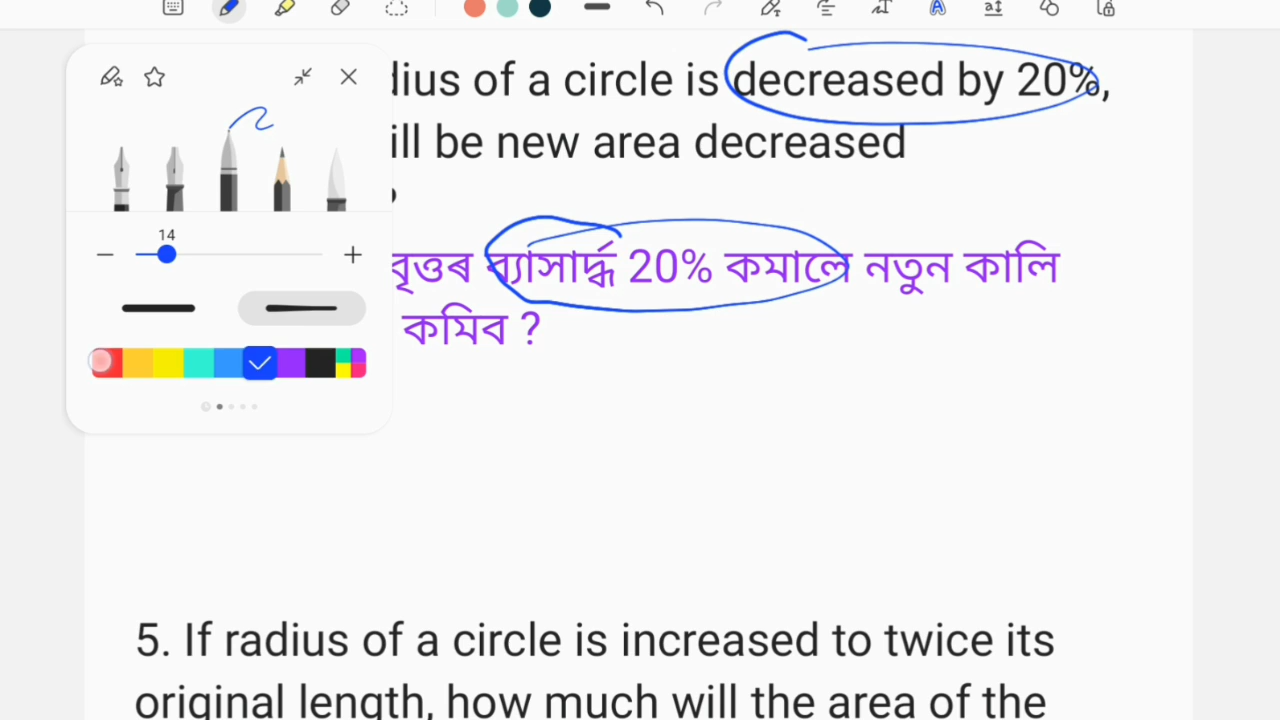 dius of a circle is decreased by 20%,
ill be new area decreased
?
14
বৃত্তৰ ব্যাসাৰ্দ্ধ 20% কমালে নতুন কালি
কমিব ?
5. If radius of a circle is increased to twice its
original length, how much will the area of the